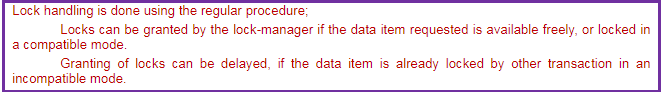 Lock handling is done using the regular procedure;
Locks can be granted by the lock-manager if the data item requested is available freely, or locked in
a compatible mode.
Granting of locks can be delayed, if the data item is already locked by other transaction in an
incompatible mode.